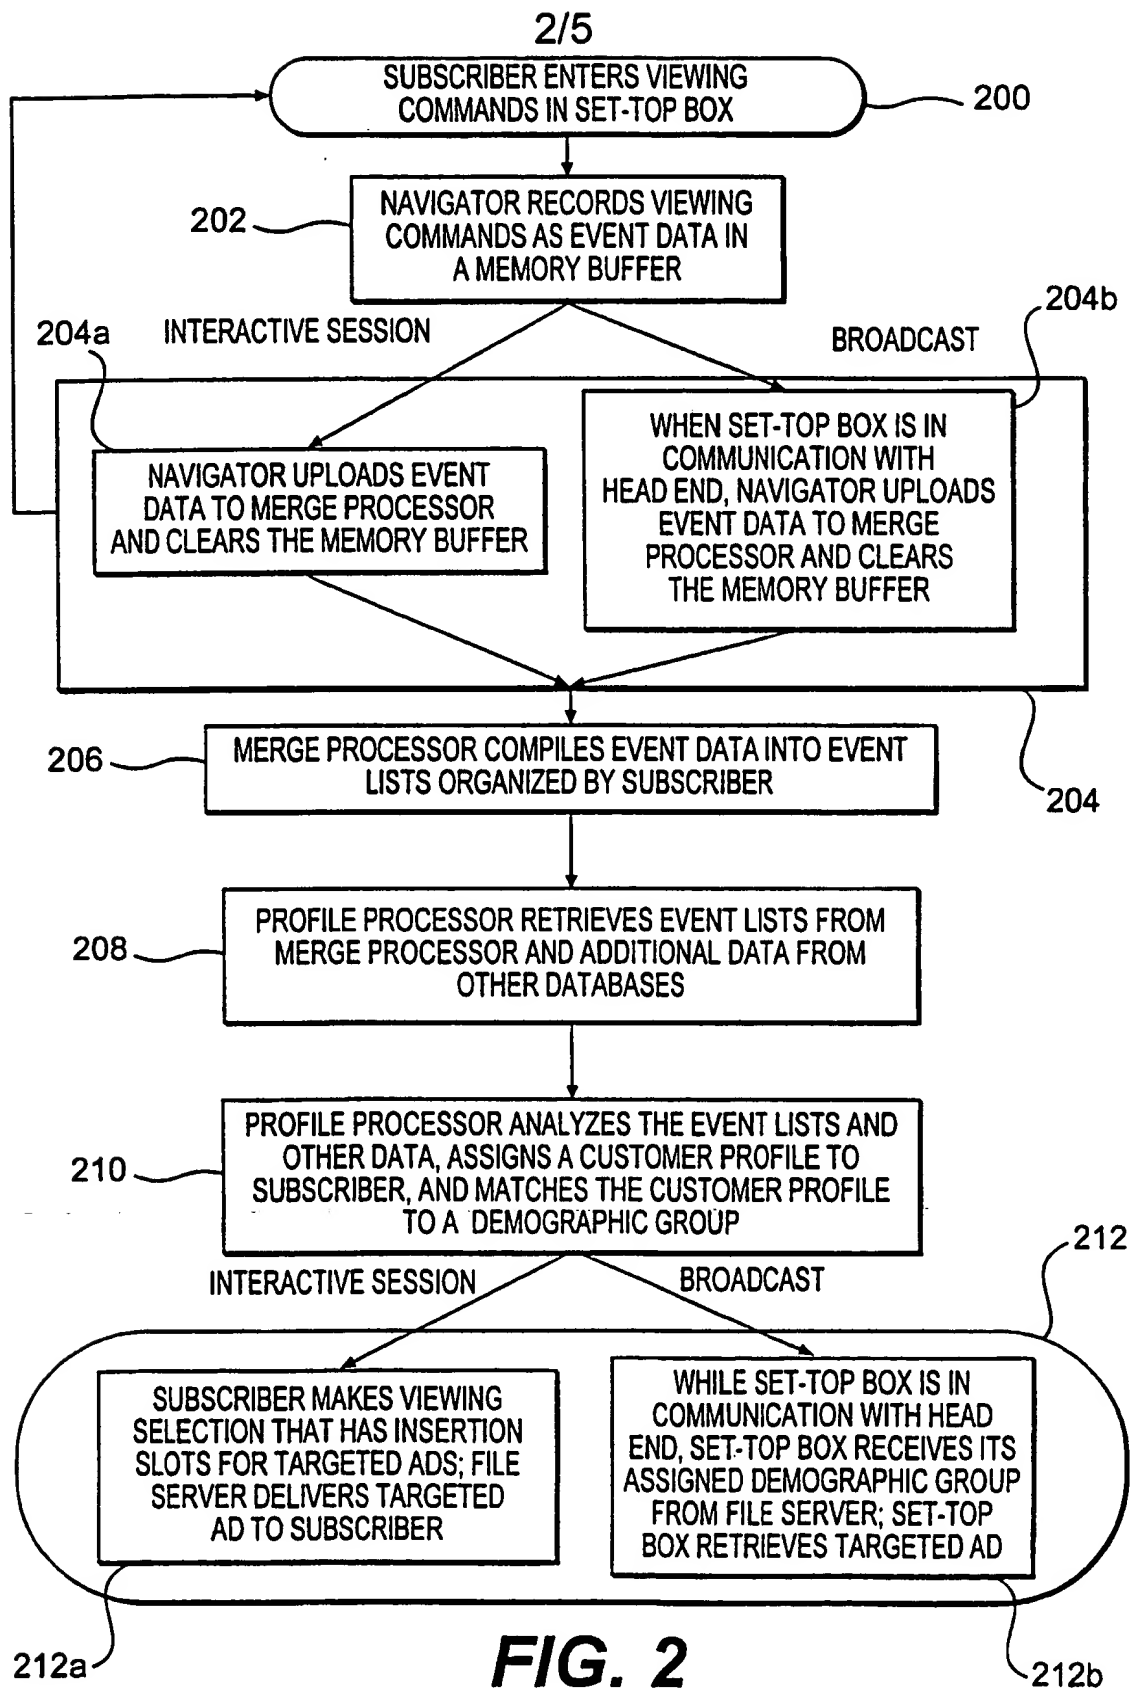 2/5
SUBSCRIBER ENTERS VIEWING
COMMANDS IN SET-TOP BOX
200
NAVIGATOR RECORDS VIEWING
COMMANDS AS EVENT DATA IN
A MEMORY BUFFER
202
INTERACTIVE SESSION
BROADCAST
204a
204b
NAVIGATOR UPLOADS EVENT
DATA TO MERGE PROCESSOR
AND CLEARS THE MEMORY BUFFER
WHEN SET-TOP BOX IS IN
COMMUNICATION WITH
HEAD END, NAVIGATOR UPLOADS
EVENT DATA TO MERGE
PROCESSOR AND CLEARS
THE MEMORY BUFFER
204
206
MERGE PROCESSOR COMPILES EVENT DATA INTO EVENT
LISTS ORGANIZED BY SUBSCRIBER
208
PROFILE PROCESSOR RETRIEVES EVENT LISTS FROM
MERGE PROCESSOR AND ADDITIONAL DATA FROM
OTHER DATABASES
210
PROFILE PROCESSOR ANALYZES THE EVENT LISTS AND
OTHER DATA, ASSIGNS A CUSTOMER PROFILE TO
SUBSCRIBER, AND MATCHES THE CUSTOMER PROFILE
TO A DEMOGRAPHIC GROUP
212
INTERACTIVE SESSION
BROADCAST
SUBSCRIBER MAKES VIEWING
SELECTION THAT HAS INSERTION
SLOTS FOR TARGETED ADS; FILE
SERVER DELIVERS TARGETED
AD TO SUBSCRIBER
WHILE SET-TOP BOX IS IN
COMMUNICATION WITH HEAD
END, SET-TOP BOX RECEIVES ITS
ASSIGNED DEMOGRAPHIC GROUP
FROM FILE SERVER; SET-TOP
BOX RETRIEVES TARGETED AD
212a
212b
FIG. 2